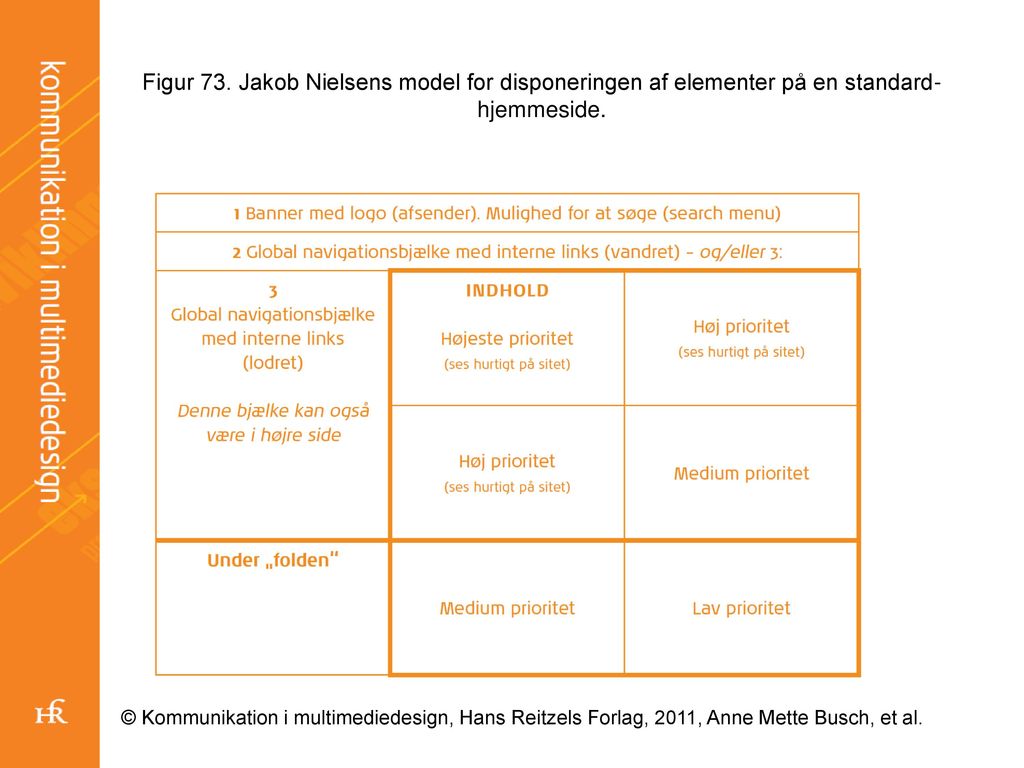 kommunikation i multimediedesign
Figur 73. Jakob Nielsens model for disponeringen af elementer på en standard-
hjemmeside.
1 Banner med logo (afsender). Mulighed for at søge (search menu)
2 Global navigationsbjælke med interne links (vandret) – og/eller 3:
3
Global navigationsbjælke
med interne links
(lodret)
Denne bjælke kan også
være i højre side
INDHOLD
Højeste prioritet
(ses hurtigt på sitet)
Høj prioritet
(ses hurtigt på sitet)
Høj prioritet
(ses hurtigt på sitet)
Medium prioritet
Under „folden“
Medium prioritet
Lav prioritet
HR
© Kommunikation i multimediedesign, Hans Reitzels Forlag, 2011, Anne Mette Busch, et al.